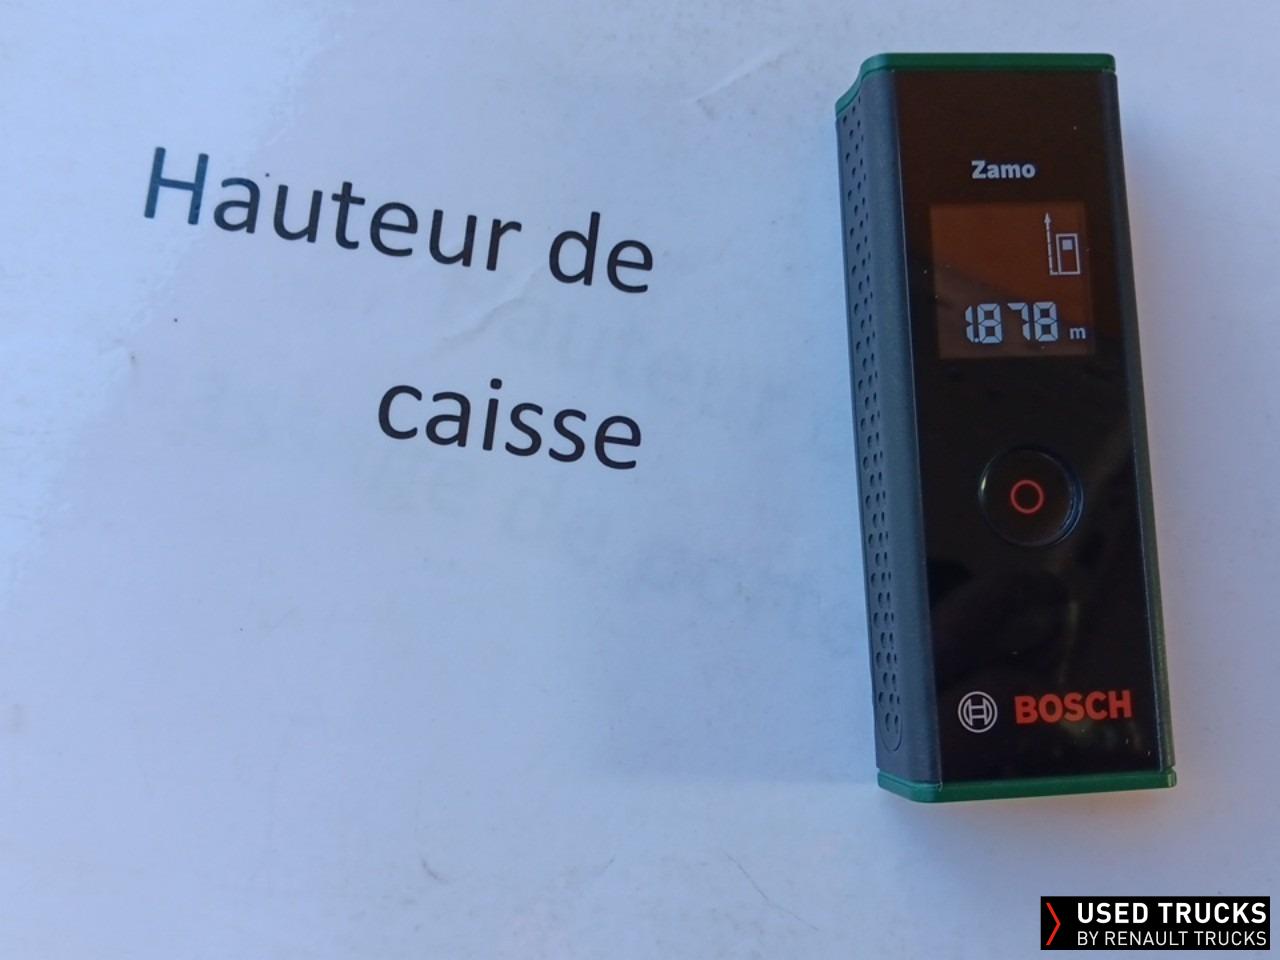 Hauteur de
caisse
Zamo
1.878 m
BOSCH
USED TRUCKS
BY RENAULT TRUCKS